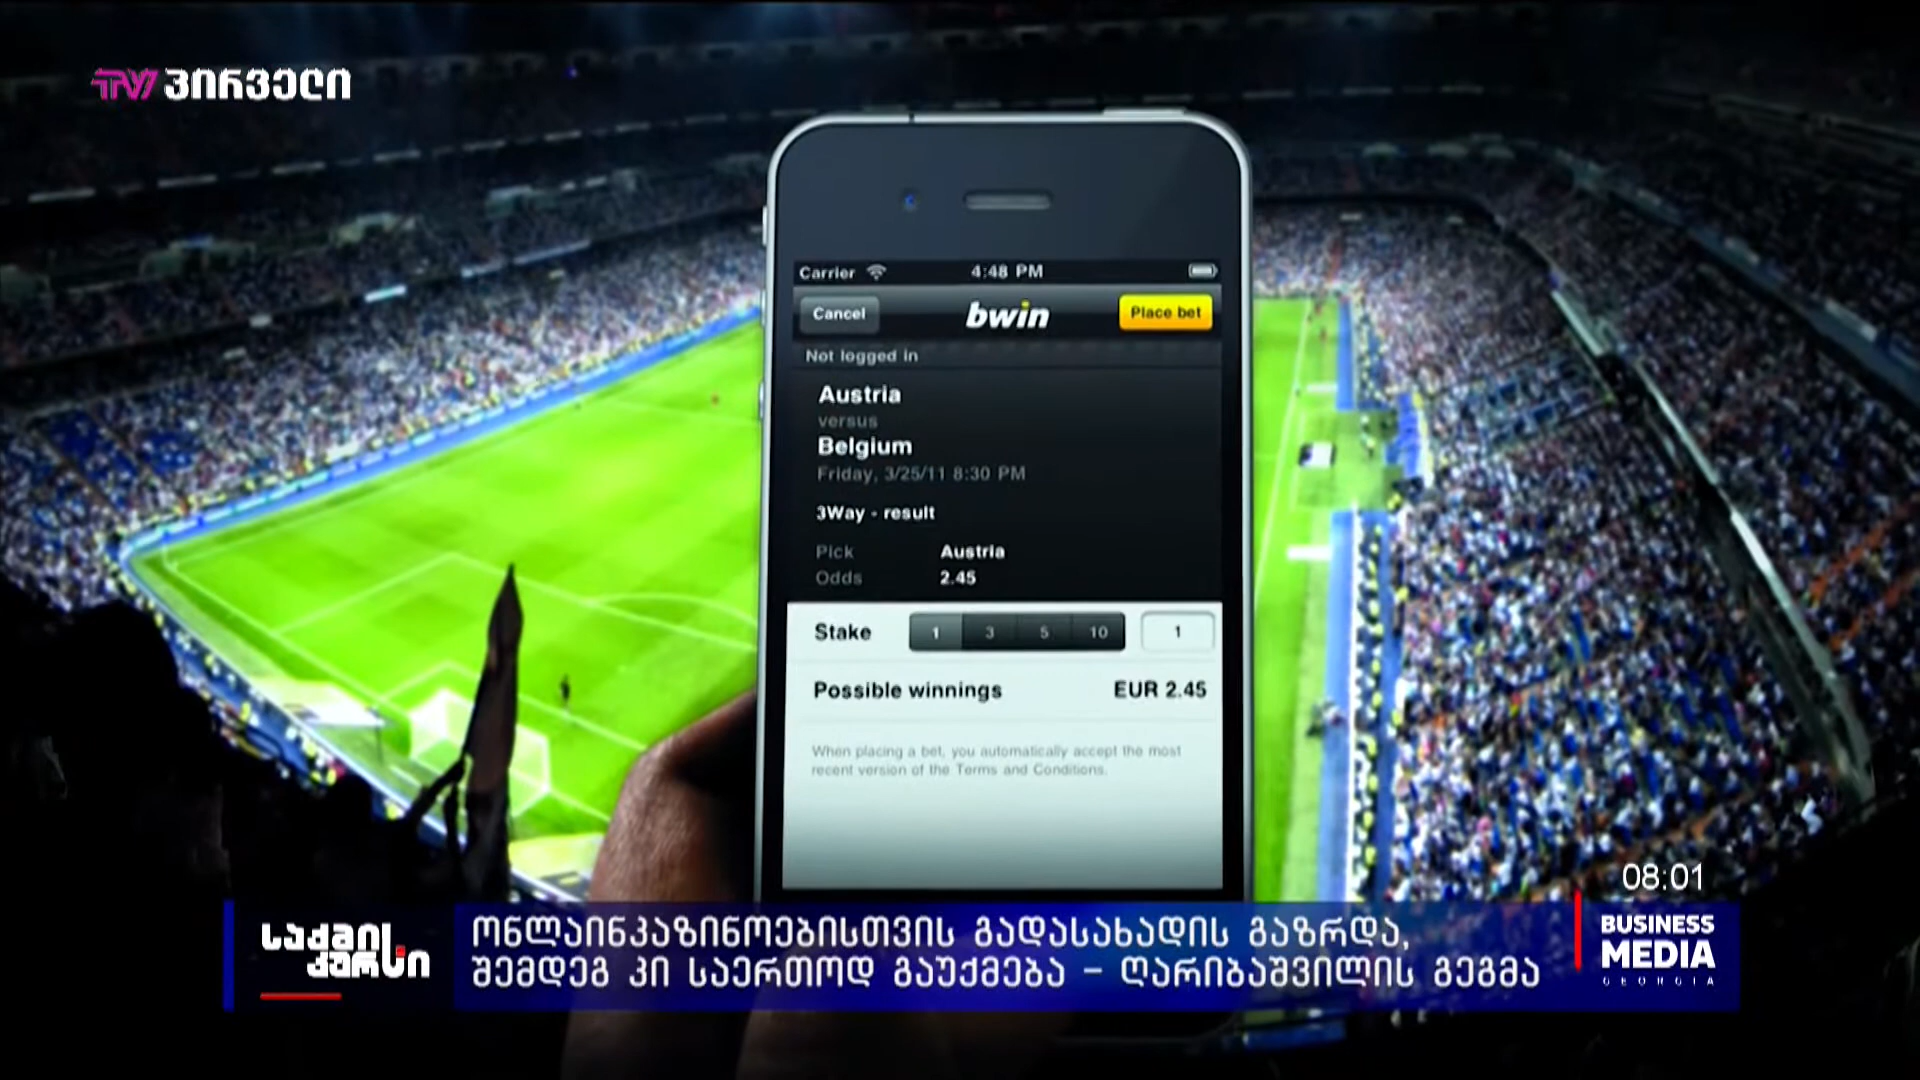 TV ᲞᲘᲠᲕᲔᲚᲘ
Carrier
4:48 PM
Cancel
bwin
Place bet
Not logged in
Austria
versus
Belgium
Friday, 3/25/11 8:30 PM
3Way - result
Pick Austria
Odds 2.45
Stake 1 3 5 10 1
Possible winnings EUR 2.45
When placing a bet, you automatically accept the most
recent version of the Terms and Conditions.
08:01
ᲡᲐᲥᲛᲘᲡ
ᲙᲣᲠᲡᲘ
ᲝᲜᲚᲐᲘᲜᲙᲐᲖᲘᲜᲝᲔᲑᲘᲡᲗᲕᲘᲡ ᲒᲐᲓᲐᲡᲐᲮᲐᲓᲘᲡ ᲒᲐᲖᲠᲓᲐ,
ᲨᲔᲛᲓᲔᲒ ᲙᲘ ᲡᲐᲔᲠᲗᲝᲓ ᲒᲐᲣᲥᲛᲔᲑᲐ – ᲦᲐᲠᲘᲑᲐᲨᲕᲘᲚᲘᲡ ᲒᲔᲒᲛᲐ
BUSINESS
MEDIA
GEORGIA